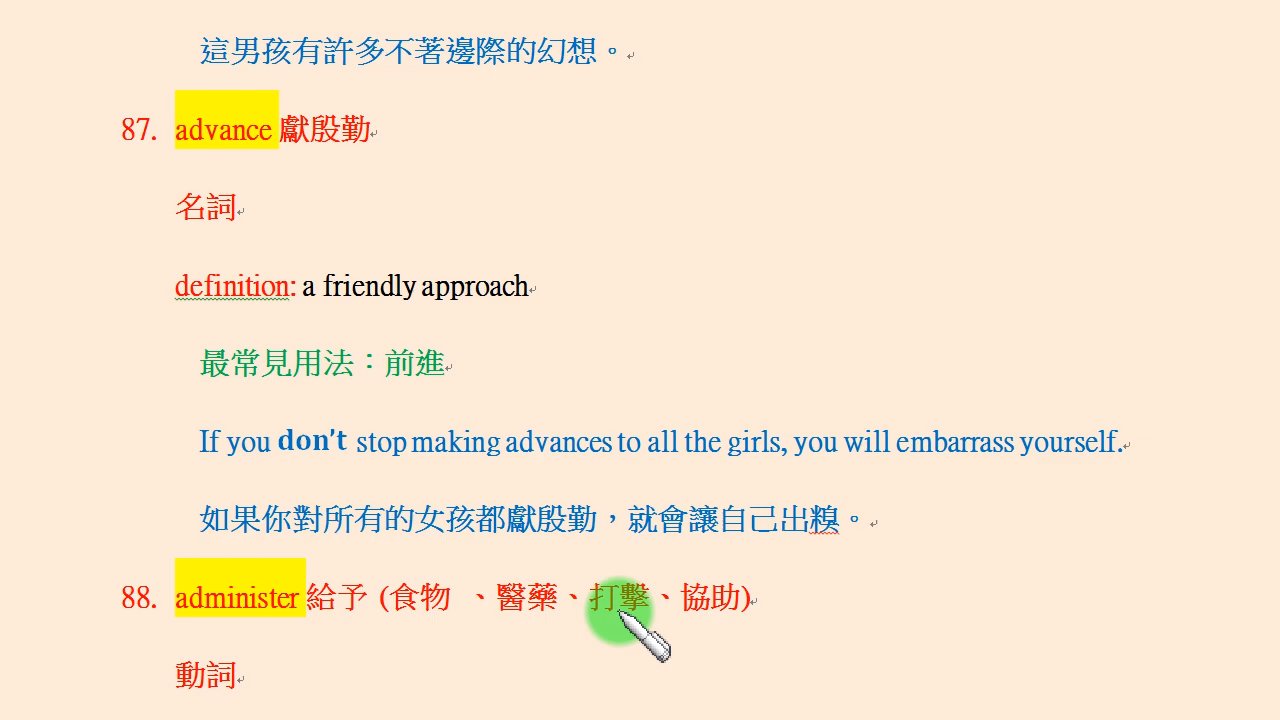 這男孩有許多不著邊際的幻想。
87. advance 獻殷勤
名詞
definition: a friendly approach
最常見用法：前進
If you don't stop making advances to all the girls, you will embarrass yourself.
如果你對所有的女孩都獻殷勤，就會讓自己出糗。
88. administer 給予 (食物 、醫藥、打擊、協助)
動詞